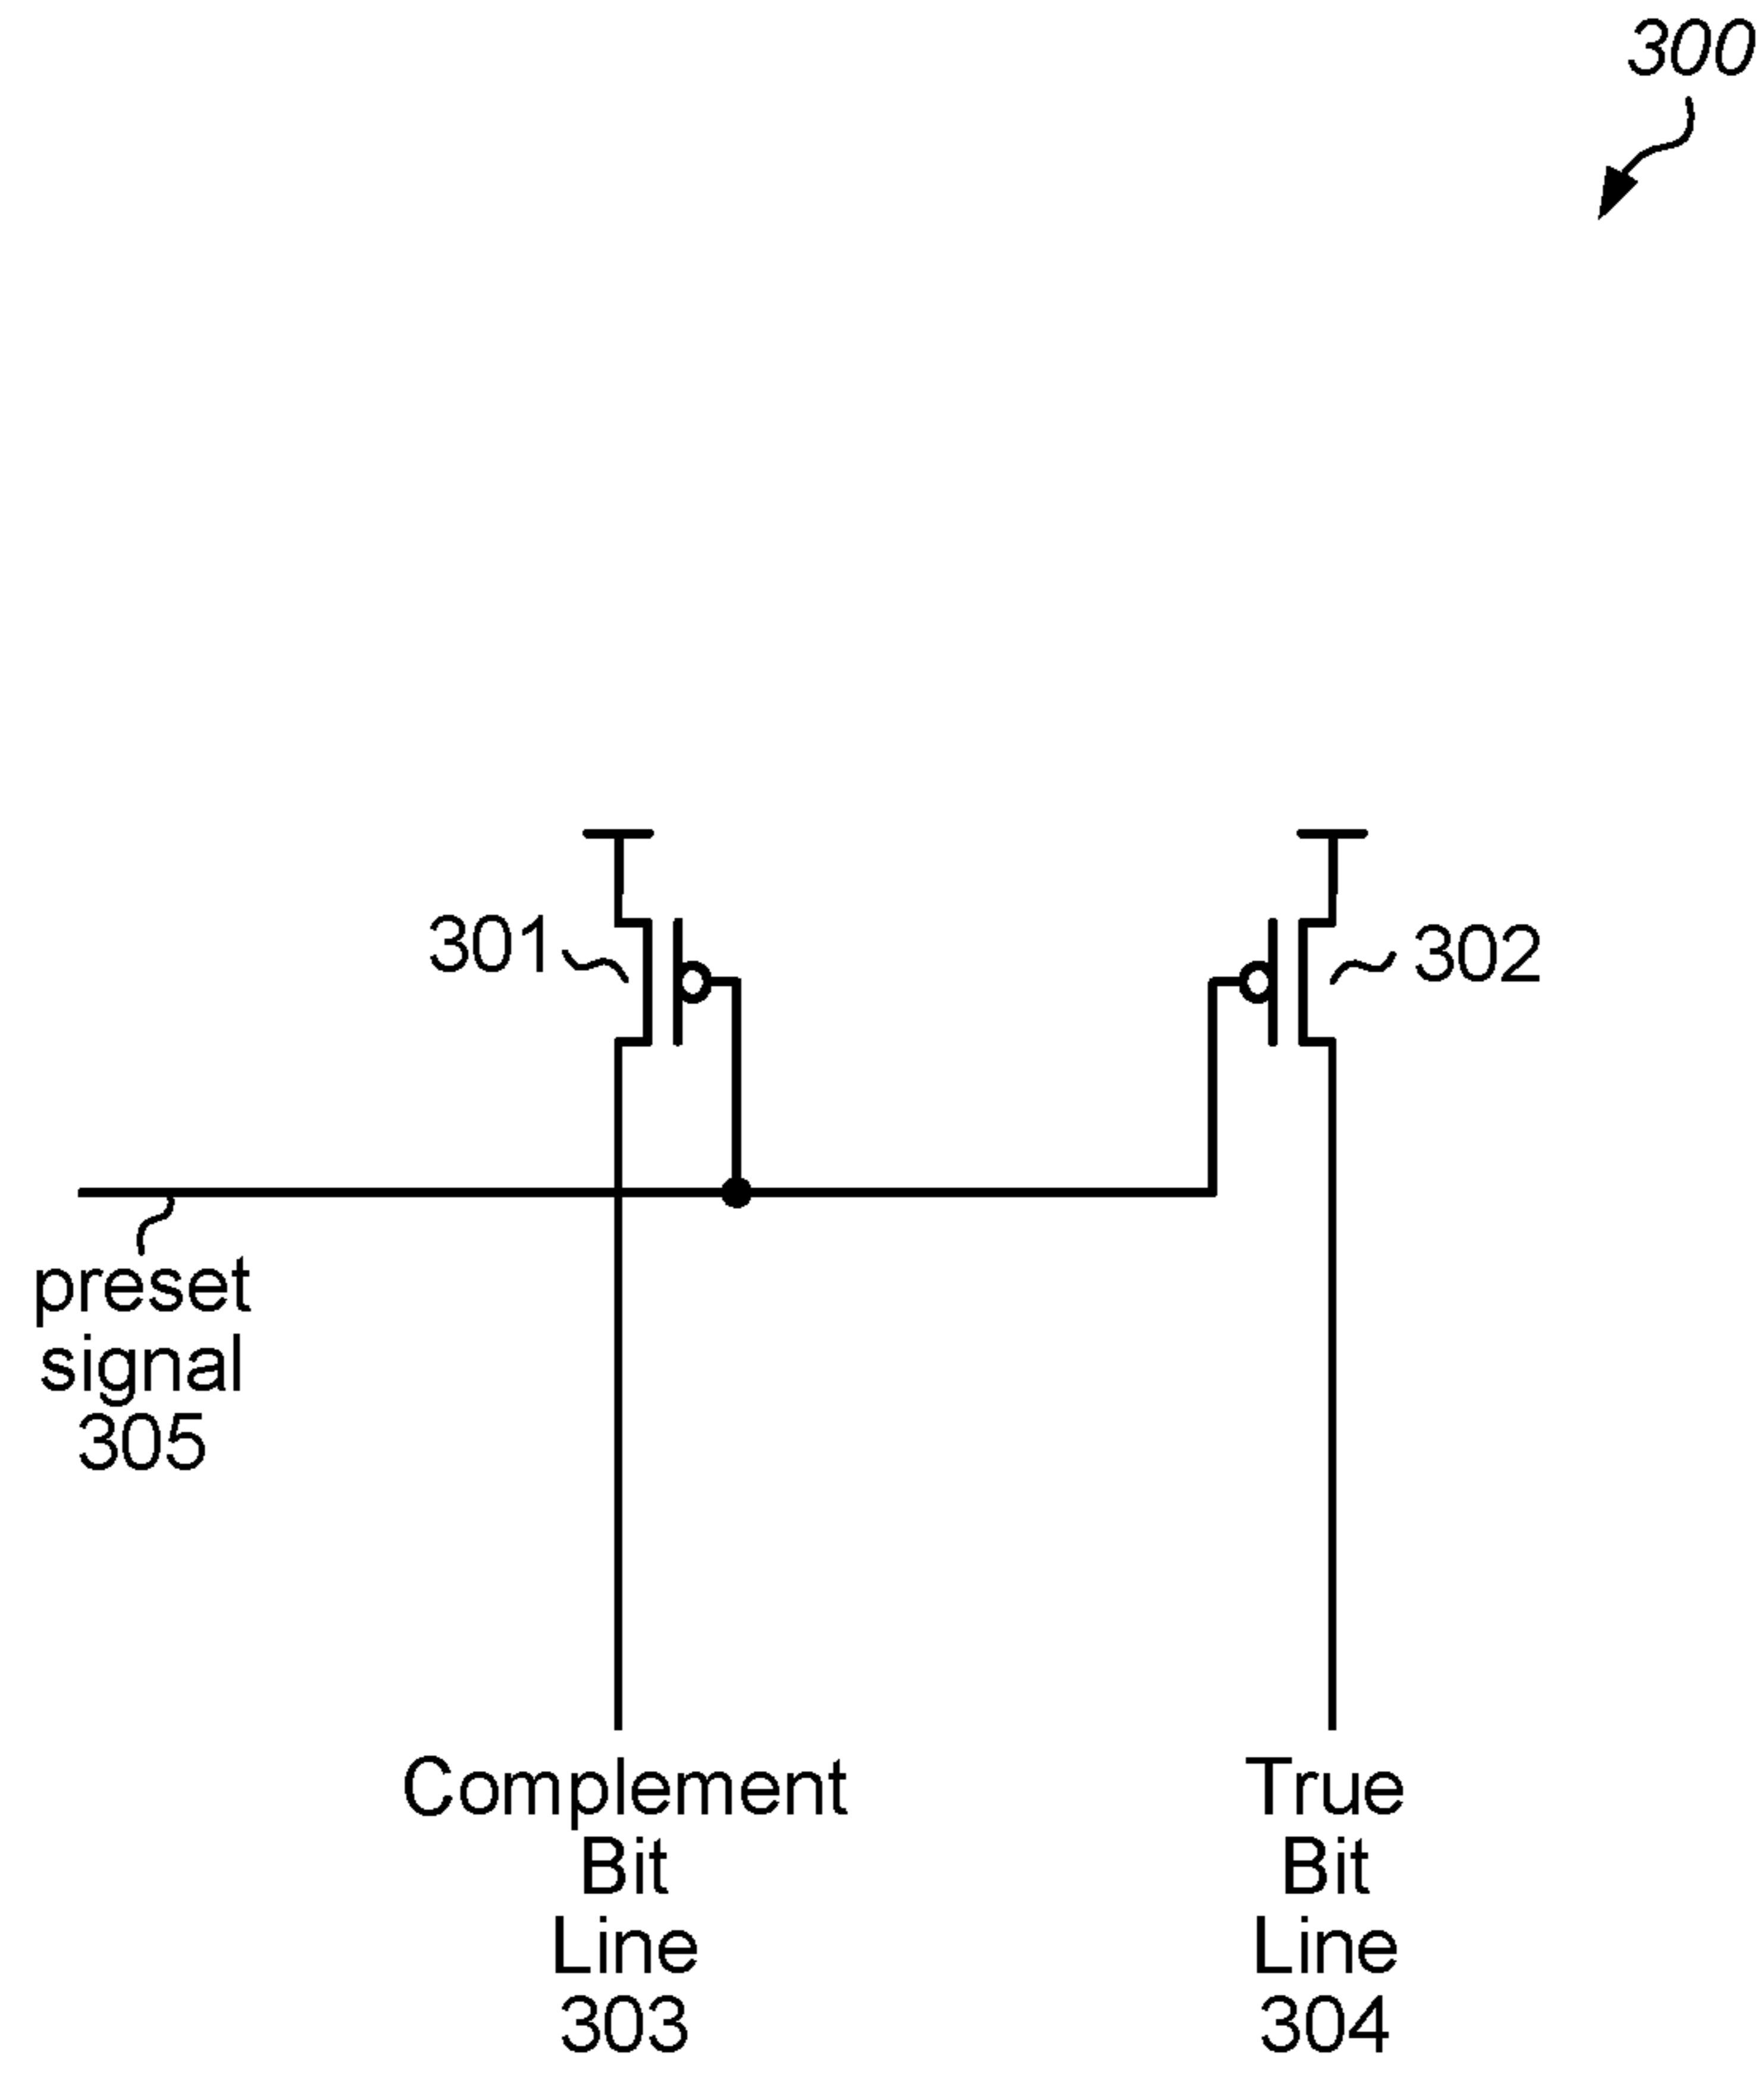 300
301
302
preset
signal
305
Complement
Bit
Line
303
True
Bit
Line
304